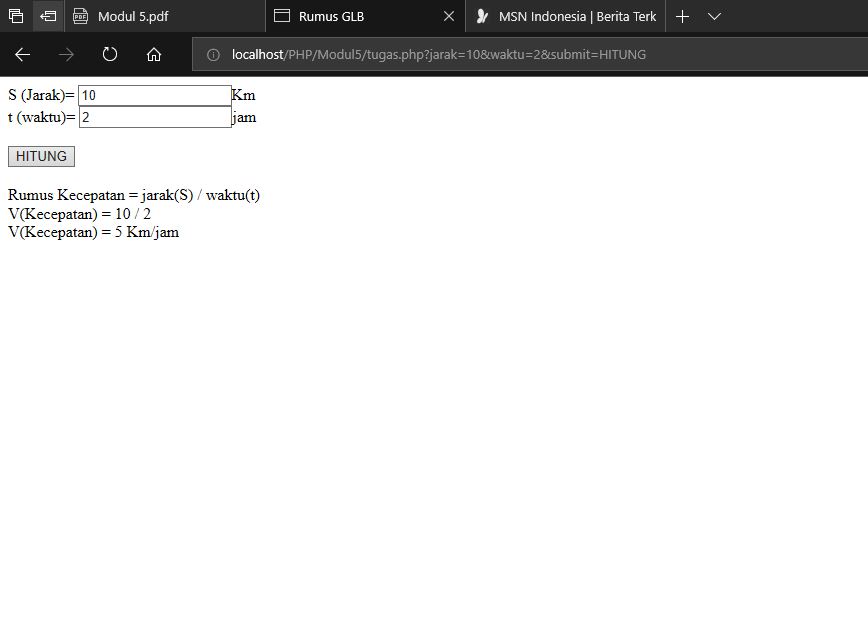 Modul 5.pdf
Rumus GLB
MSN Indonesia | Berita Terk
localhost/PHP/Modul5/tugas.php?jarak=10&waktu=2&submit=HITUNG
S (Jarak)= 10 Km
t (waktu)= 2 jam
HITUNG
Rumus Kecepatan = jarak(S) / waktu(t)
V(Kecepatan) = 10 / 2
V(Kecepatan) = 5 Km/jam